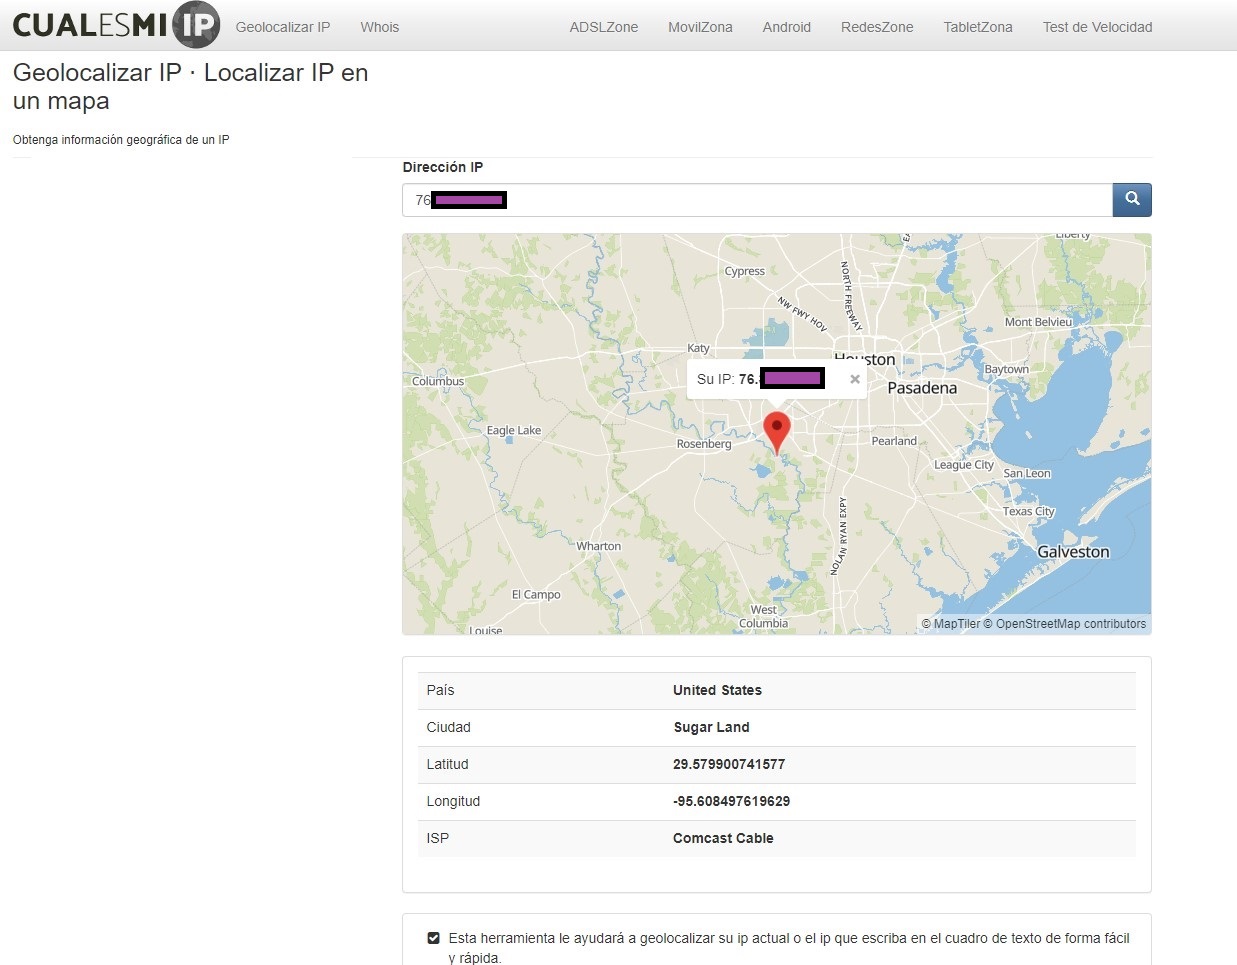 CUALESMI IP
Geolocalizar IP
Whois
ADSLZone
MovilZona
Android
RedesZone
TabletZona
Test de Velocidad
Geolocalizar IP · Localizar IP en
un mapa
Obtenga información geográfica de un IP
Dirección IP
76
Liberty
Cypress
NORTH FREEWAY
NW FWY HOV
Mont Belvieu
Katy
Houston
Baytown
Columbus
Su IP: 76.
×
Pasadena
Eagle Lake
Rosenberg
Pearland
League City
San Leon
Texas City
NOLAN RYAN EXPY
Wharton
Galveston
El Campo
West
Columbia
Louise
© MapTiler © OpenStreetMap contributors
País
United States
Ciudad
Sugar Land
Latitud
29.579900741577
Longitud
-95.608497619629
ISP
Comcast Cable
Esta herramienta le ayudará a geolocalizar su ip actual o el ip que escriba en el cuadro de texto de forma fácil
y rápida.